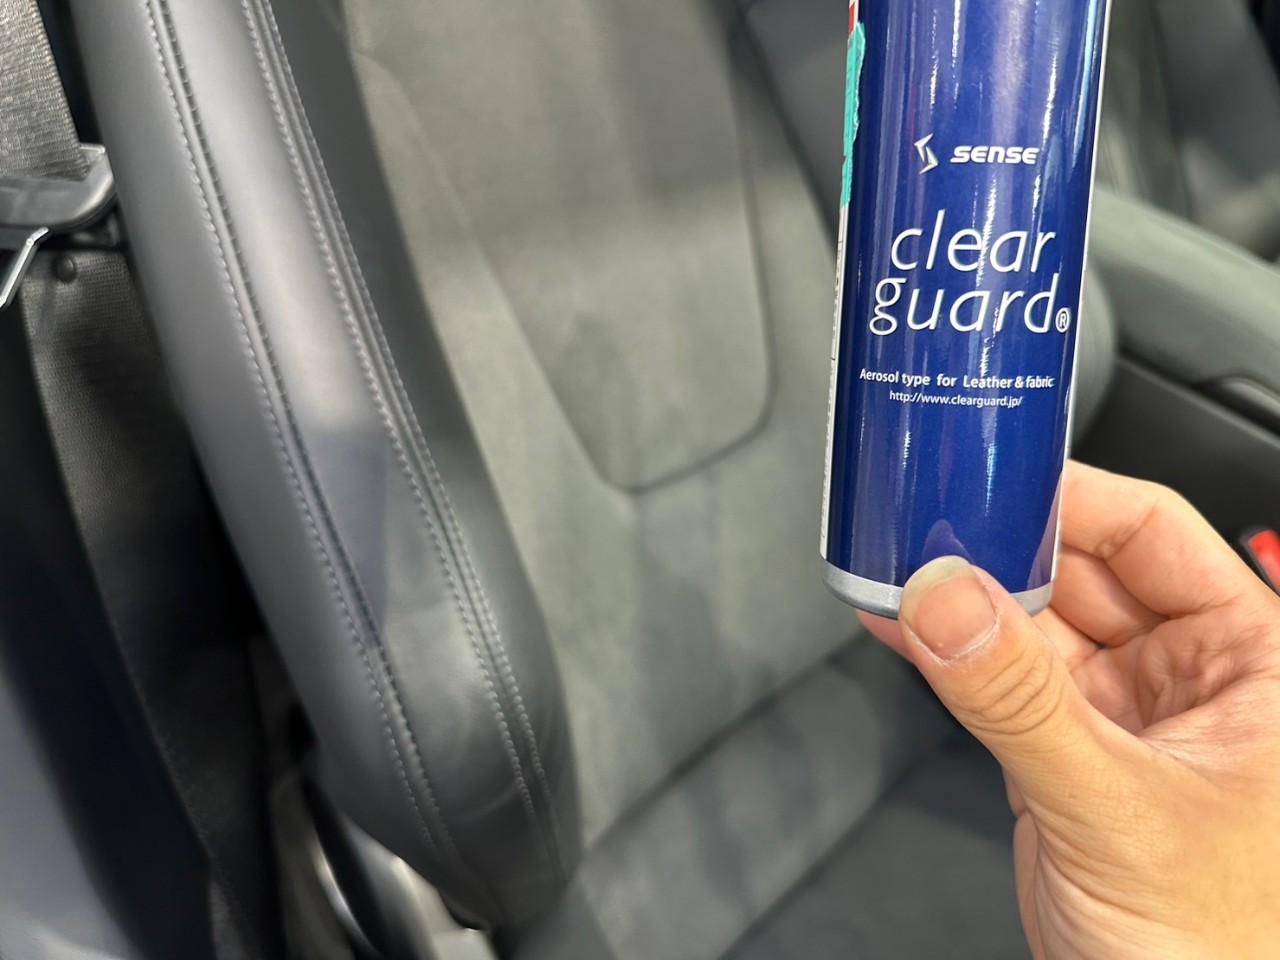 SENSE
clear
guard®
Aerosol type for Leather & fabric
http://www.clearguard.jp/